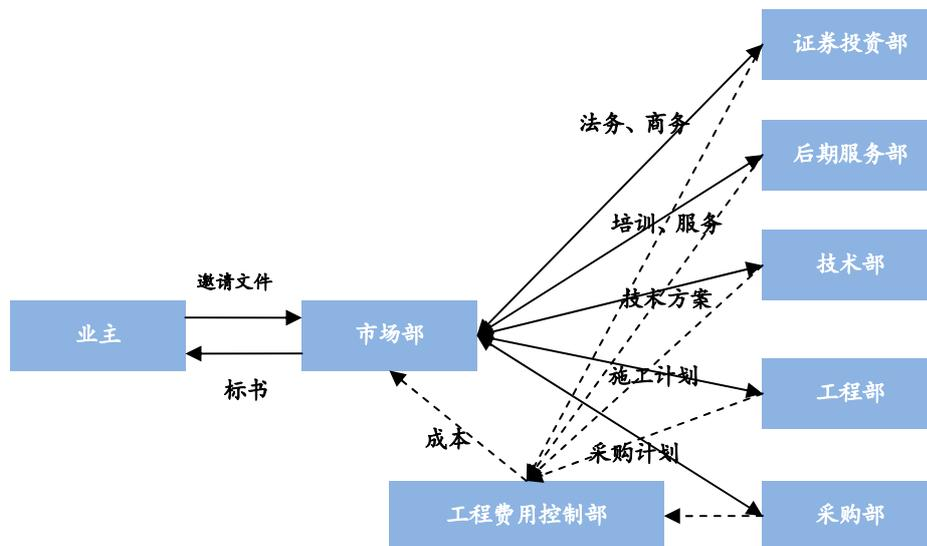 证券投资部
法务、商务
后期服务部
培训、服务
技术部
邀请文件
技术方案
业主
市场部
施工计划
标书
工程部
成本
采购计划
工程费用控制部
采购部